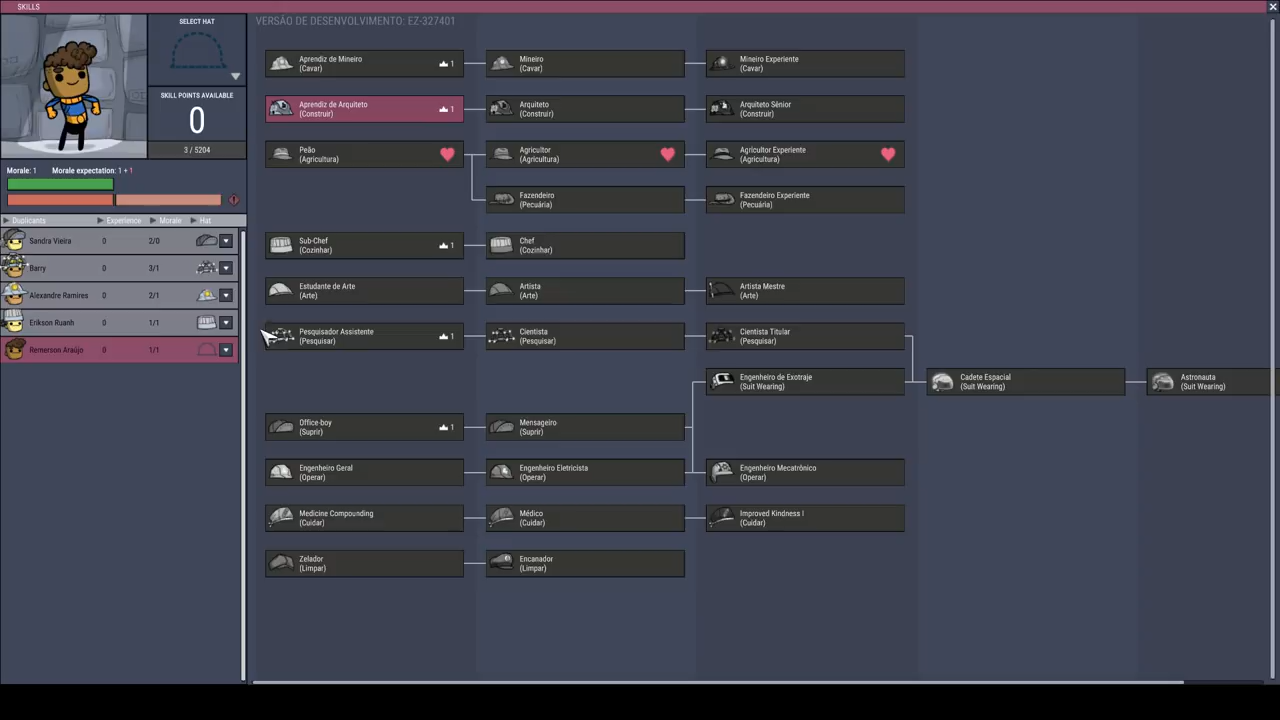 SKILLS
SELECT HAT
SKILL POINTS AVAILABLE
0
3 / 5204
Morale: 1 Morale expectation: 1 + 1
Duplicants Experience Morale Hat
Sandra Vieira 0 2/0
Barry 0 3/1
Alexandre Ramires 0 2/1
Erikson Ruanh 0 1/1
Remerson Araújo 0 1/1
VERSÃO DE DESENVOLVIMENTO: EZ-327401
Aprendiz de Mineiro
(Cavar)
1
Mineiro
(Cavar)
Mineiro Experiente
(Cavar)
Aprendiz de Arquiteto
(Construir)
1
Arquiteto
(Construir)
Arquiteto Sênior
(Construir)
Peão
(Agricultura)
Agricultor
(Agricultura)
Agricultor Experiente
(Agricultura)
Fazendeiro
(Pecuária)
Fazendeiro Experiente
(Pecuária)
Sub-Chef
(Cozinhar)
1
Chef
(Cozinhar)
Estudante de Arte
(Arte)
Artista
(Arte)
Artista Mestre
(Arte)
Pesquisador Assistente
(Pesquisar)
1
Cientista
(Pesquisar)
Cientista Titular
(Pesquisar)
Engenheiro de Exotraje
(Suit Wearing)
Cadete Espacial
(Suit Wearing)
Astronauta
(Suit Wearing)
Office-boy
(Suprir)
1
Mensageiro
(Suprir)
Engenheiro Geral
(Operar)
Engenheiro Eletricista
(Operar)
Engenheiro Mecatrônico
(Operar)
Medicine Compounding
(Cuidar)
Médico
(Cuidar)
Improved Kindness I
(Cuidar)
Zelador
(Limpar)
Encanador
(Limpar)